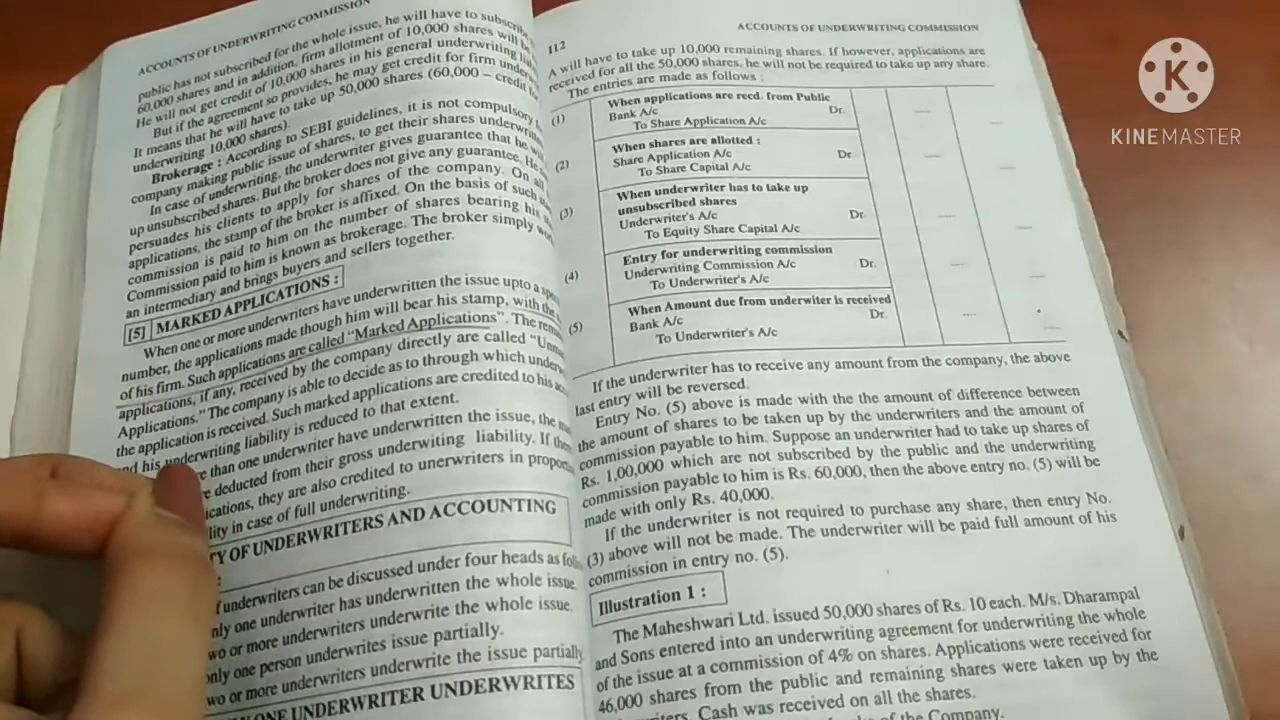 ACCOUNTS OF UNDERWRITING COMMISSION
public has not subscribed for the whole issue, he will have to subscribe
60,000 shares and in addition, firm allotment of 10,000 shares will be
He will not get credit of 10,000 shares in his general underwriting
But if the agreement so provides, he may get credit for firm
It means that he will have to take up 50,000 shares (60,000 – credit for
underwriting 10,000 shares).
Brokerage : According to SEBI guidelines, it is not compulsory
company making public issue of shares, to get their shares
In case of underwriting, the underwriter gives guarantee that he
up unsubscribed shares. But the broker does not give any guarantee. He
persuades his clients to apply for shares of the company. On all
applications, the stamp of the broker is affixed. On the basis of such
commission is paid to him on the number of shares bearing his
Commission paid to him is known as brokerage. The broker simply
an intermediary and brings buyers and sellers together.
[5] MARKED APPLICATIONS :
When one or more underwriters have underwritten the issue upto a
number, the applications made though him will bear his stamp, with the
of his firm. Such applications are called "Marked Applications". The
applications, if any, received by the company directly are called
Applications." The company is able to decide as to through which
the application is received. Such marked applications are credited to his
and his underwriting liability is reduced to that extent.
than one underwriter have underwritten the issue, the
deducted from their gross underwiting liability. If
they are also credited to unerwriters in
in case of full underwriting.
OF UNDERWRITERS AND ACCOUNTING
:
underwriters can be discussed under four heads as
only one underwriter has underwritten the whole issue.
two or more underwriters underwrite the whole issue.
only one person underwrites issue partially.
two or more underwriters underwrite the issue partially
ONE UNDERWRITER UNDERWRITES
112
ACCOUNTS OF UNDERWRITING COMMISSION
A will have to take up 10,000 remaining shares. If however, applications are
received for all the 50,000 shares, he will not be required to take up any share.
The entries are made as follows :
(1) When applications are recd. from Public
Bank A/c Dr.
To Share Application A/c
(2) When shares are allotted :
Share Application A/c Dr.
To Share Capital A/c
(3) When underwriter has to take up
unsubscribed shares
Underwriter's A/c Dr.
To Equity Share Capital A/c
(4) Entry for underwriting commission
Underwriting Commission A/c Dr.
To Underwriter's A/c
(5) When Amount due from underwiter is received
Bank A/c Dr.
To Underwriter's A/c
If the underwriter has to receive any amount from the company, the above
last entry will be reversed.
Entry No. (5) above is made with the the amount of difference between
the amount of shares to be taken up by the underwriters and the amount of
commission payable to him. Suppose an underwriter had to take up shares of
Rs. 1,00,000 which are not subscribed by the public and the underwriting
commission payable to him is Rs. 60,000, then the above entry no. (5) will be
made with only Rs. 40,000.
If the underwriter is not required to purchase any share, then entry No.
(3) above will not be made. The underwriter will be paid full amount of his
commission in entry no. (5).
Illustration 1 :
The Maheshwari Ltd. issued 50,000 shares of Rs. 10 each. M/s. Dharampal
and Sons entered into an underwriting agreement for underwriting the whole
of the issue at a commission of 4% on shares. Applications were received for
46,000 shares from the public and remaining shares were taken up by the
Cash was received on all the shares.
of the Company.
K
KINEMASTER